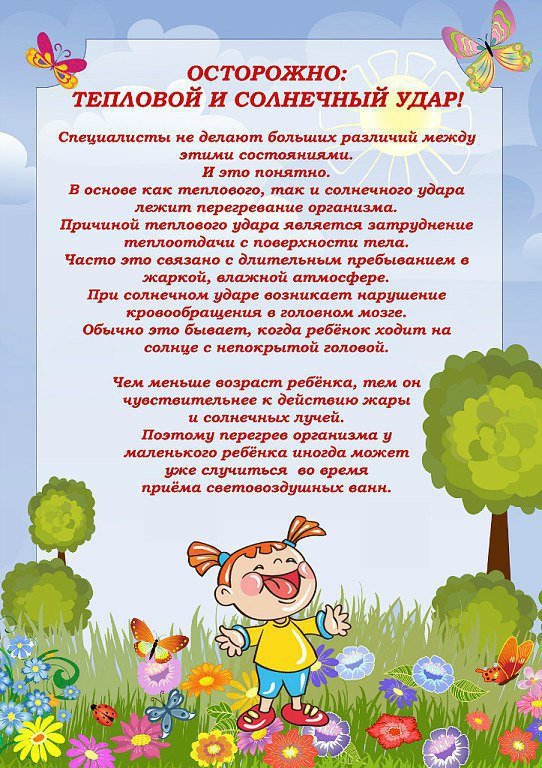 ОСТОРОЖНО:
ТЕПЛОВОЙ И СОЛНЕЧНЫЙ УДАР!
Специалисты не делают больших различий между
этими состояниями.
И это понятно.
В основе как теплового, так и солнечного удара
лежит перегревание организма.
Причиной теплового удара является затруднение
теплоотдачи с поверхности тела.
Часто это связано с длительным пребыванием в
жаркой, влажной атмосфере.
При солнечном ударе возникает нарушение
кровообращения в головном мозге.
Обычно это бывает, когда ребёнок ходит на
солнце с непокрытой головой.
Чем меньше возраст ребёнка, тем он
чувствительнее к действию жары
и солнечных лучей.
Поэтому перегрев организма у
маленького ребёнка иногда может
уже случиться во время
приёма световоздушных ванн.